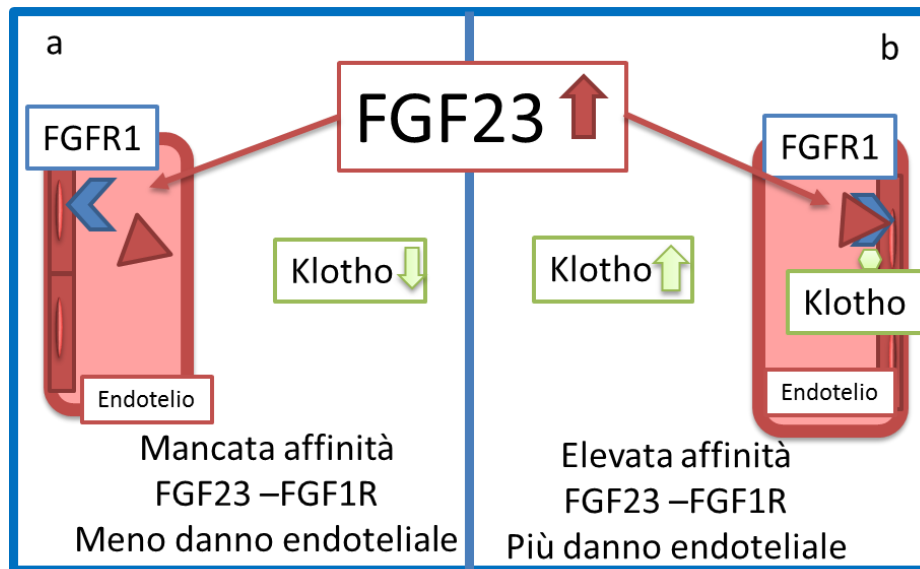 a
b
FGF23
FGFR1
FGFR1
Klotho
Klotho
Klotho
Endotelio
Endotelio
Mancata affinità
FGF23 –FGF1R
Meno danno endoteliale
Elevata affinità
FGF23 –FGF1R
Più danno endoteliale